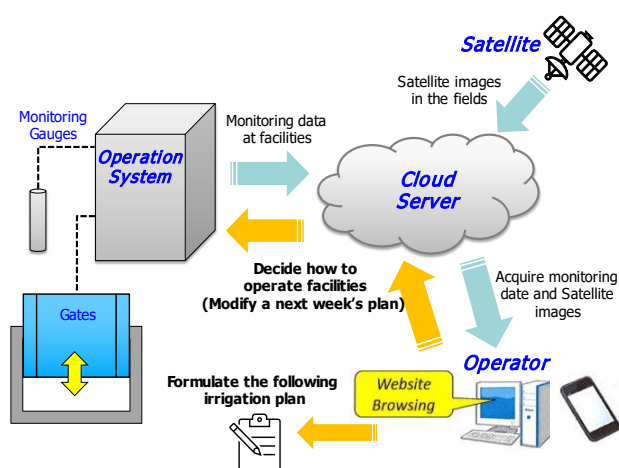 Satellite
Satellite images
in the fields
Monitoring
Gauges
Monitoring data
at facilities
Operation
System
Cloud
Server
Decide how to
operate facilities
(Modify a next week's plan)
Acquire monitoring
date and Satellite
images
Gates
Operator
Formulate the following
irrigation plan
Website
Browsing